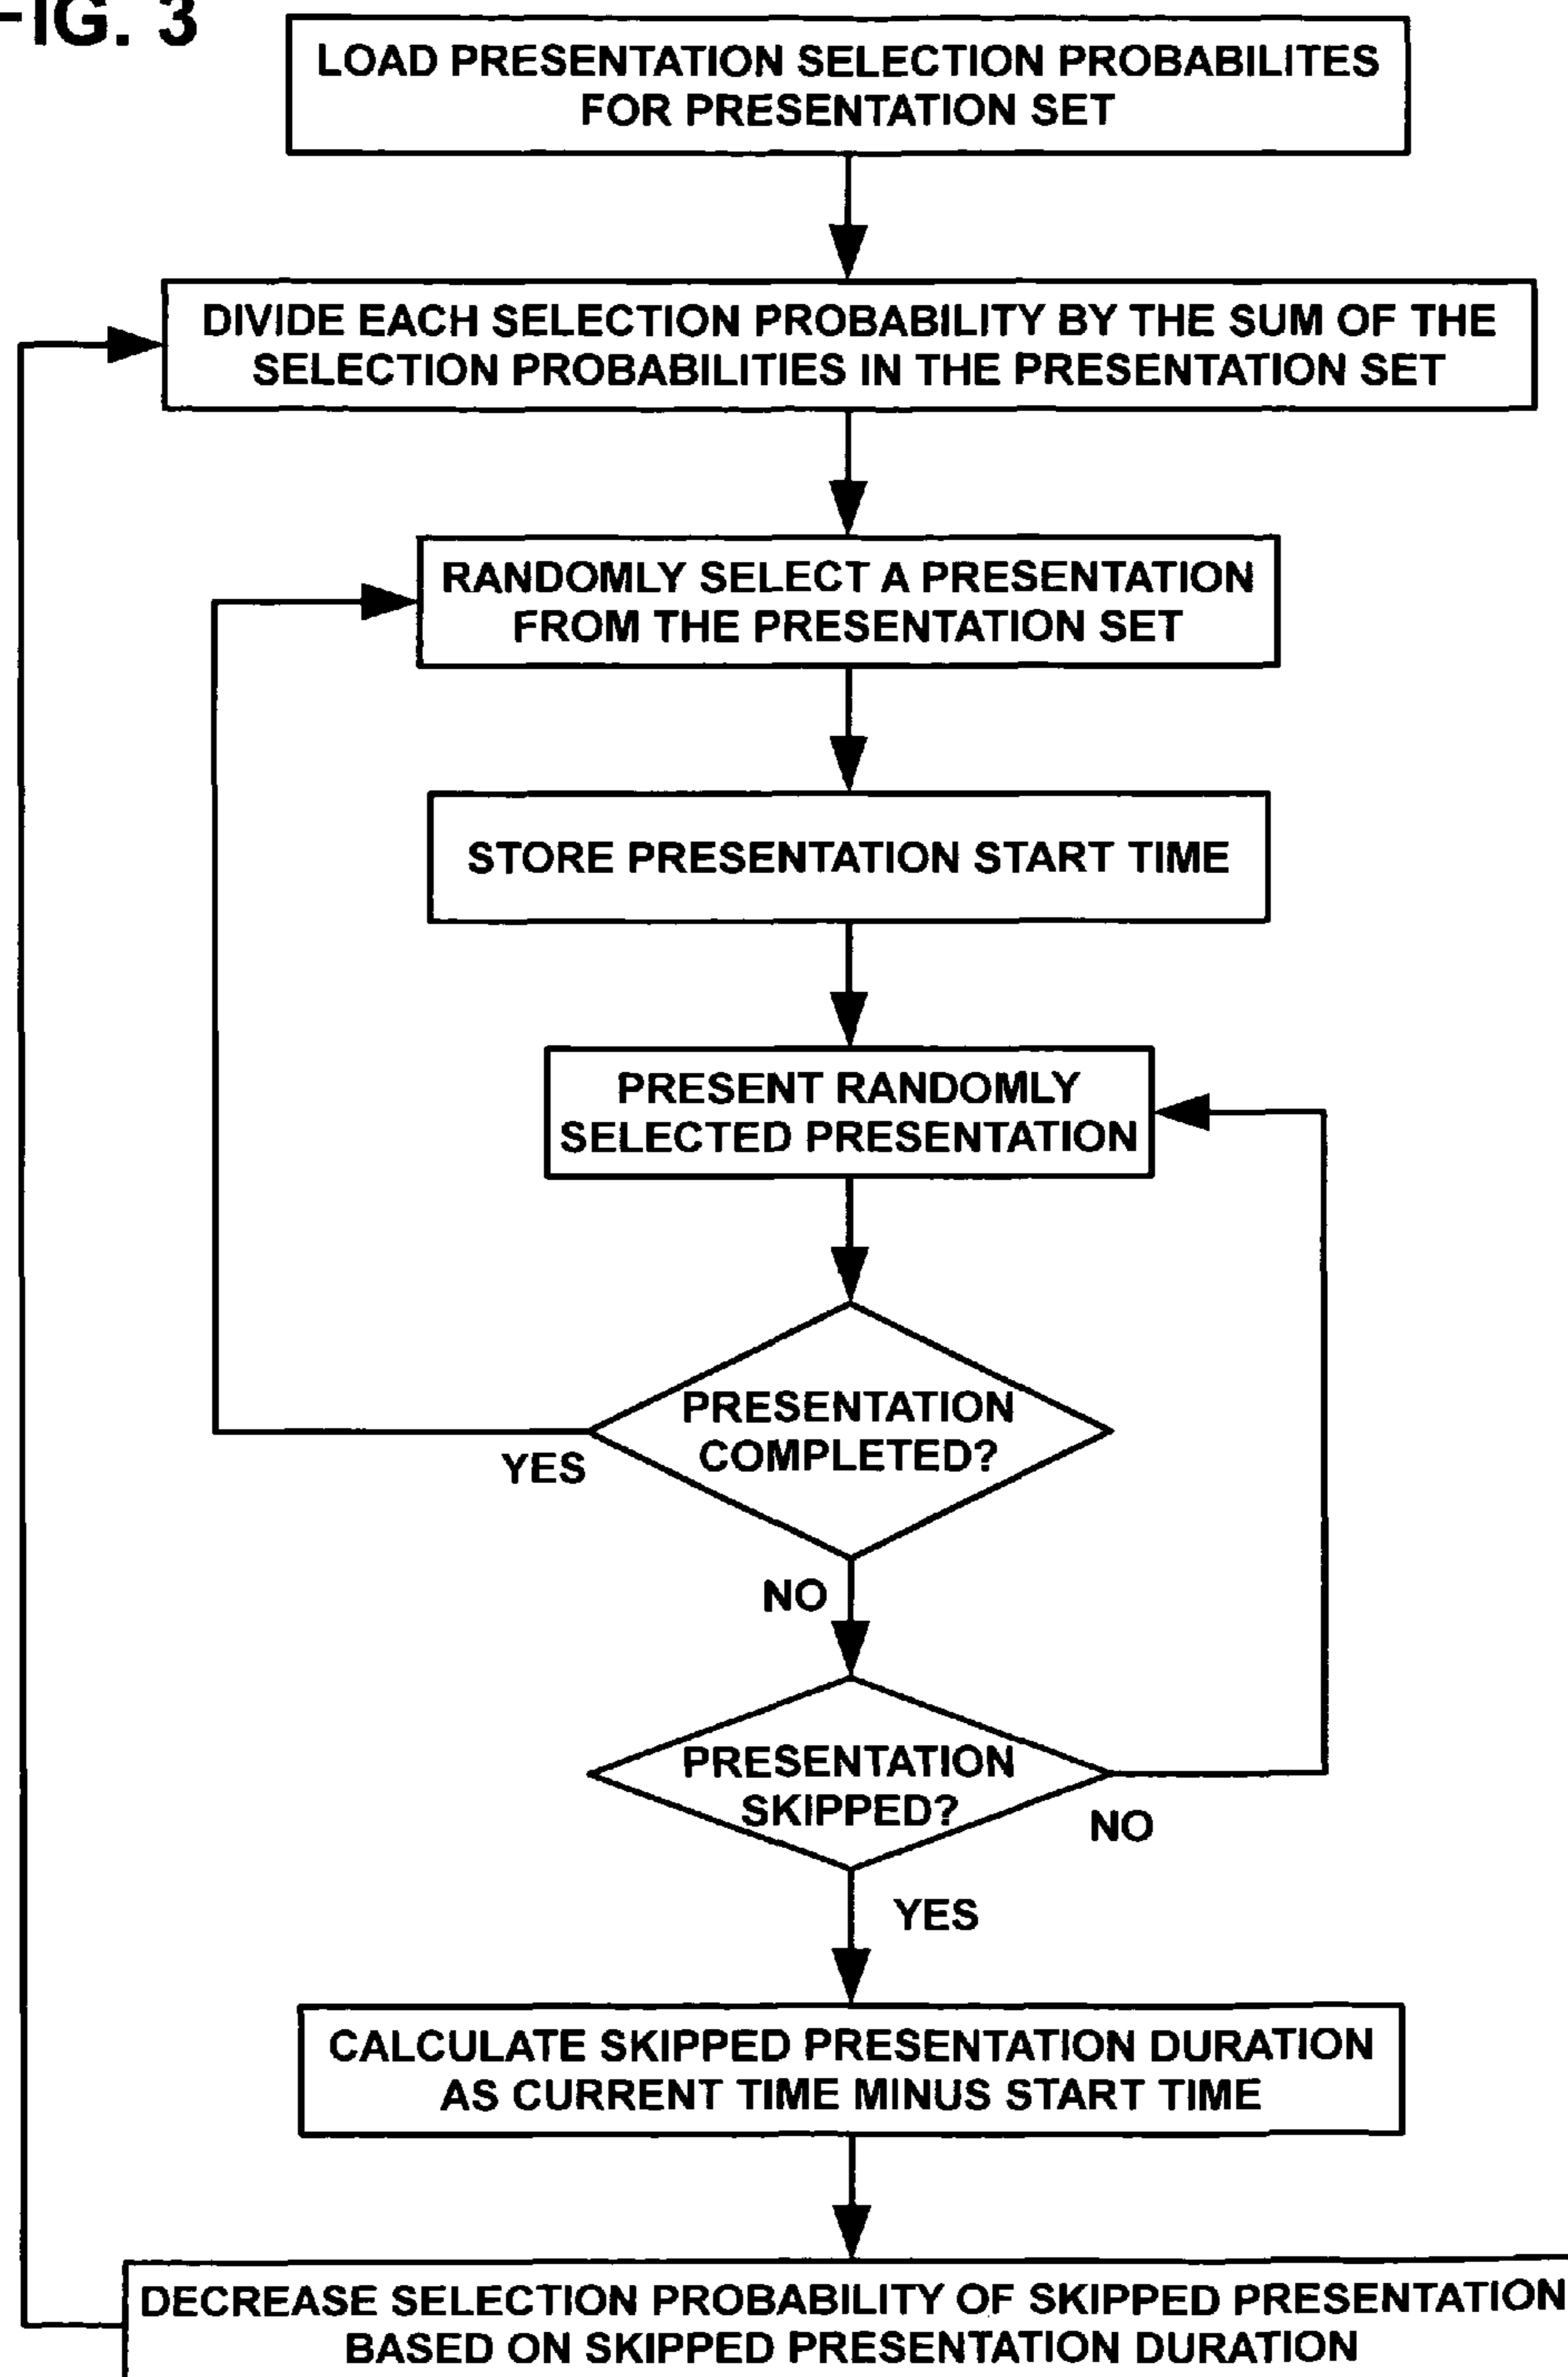 FIG. 3
LOAD PRESENTATION SELECTION PROBABILITES
FOR PRESENTATION SET
DIVIDE EACH SELECTION PROBABILITY BY THE SUM OF THE
SELECTION PROBABILITIES IN THE PRESENTATION SET
RANDOMLY SELECT A PRESENTATION
FROM THE PRESENTATION SET
STORE PRESENTATION START TIME
PRESENT RANDOMLY
SELECTED PRESENTATION
PRESENTATION
COMPLETED?
YES
NO
PRESENTATION
SKIPPED?
NO
YES
CALCULATE SKIPPED PRESENTATION DURATION
AS CURRENT TIME MINUS START TIME
DECREASE SELECTION PROBABILITY OF SKIPPED PRESENTATION
BASED ON SKIPPED PRESENTATION DURATION